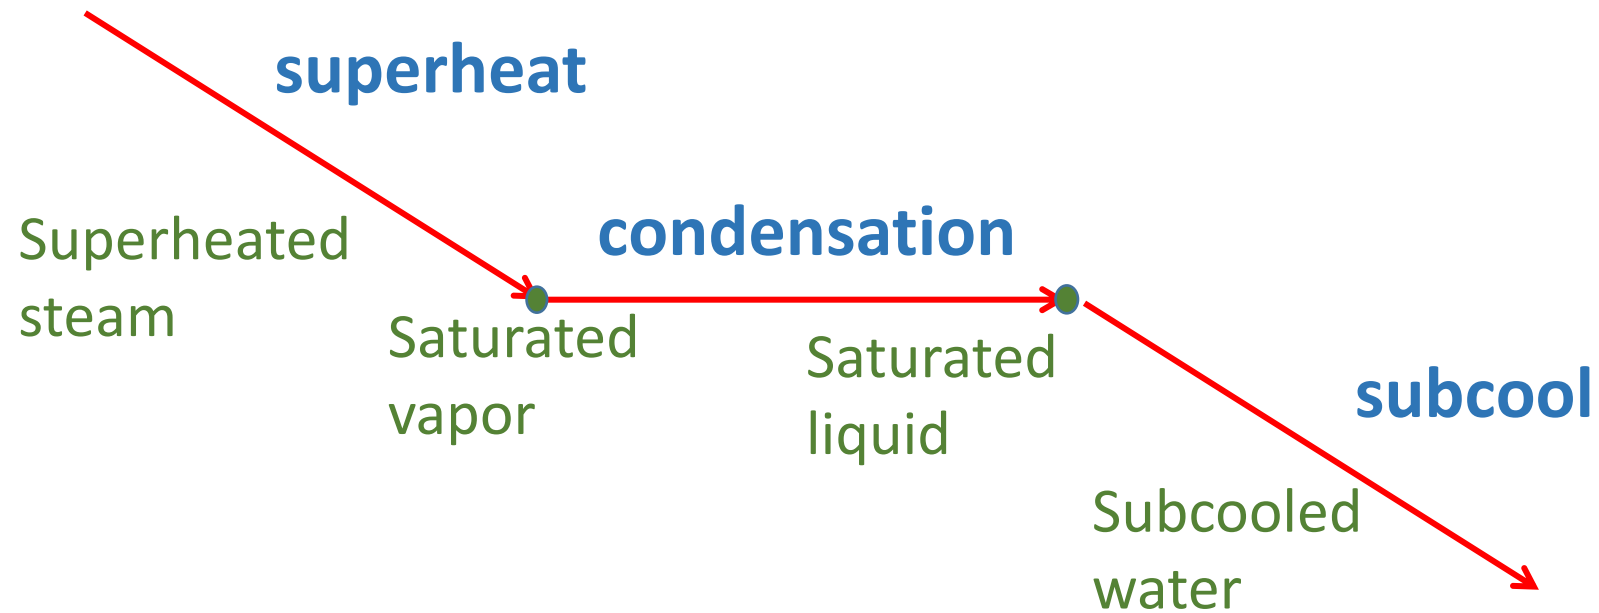 superheat
Superheated
steam
condensation
Saturated
vapor
Saturated
liquid
subcool
Subcooled
water